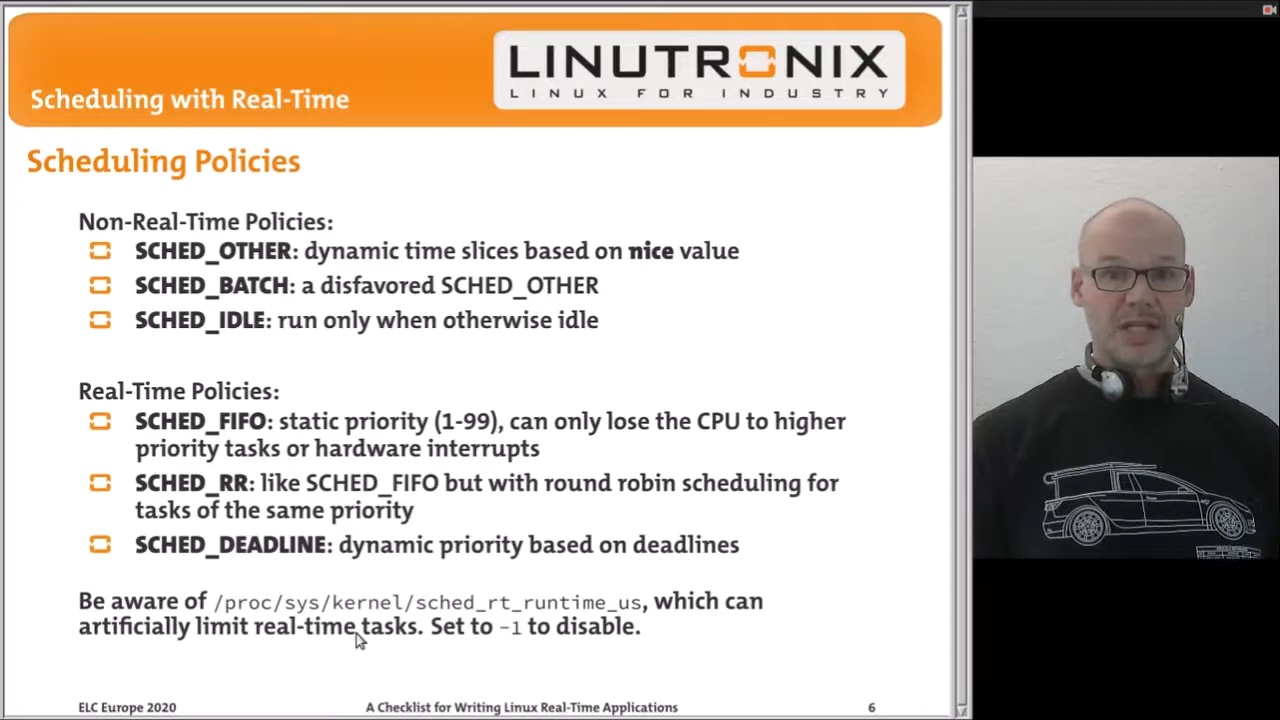 LINUTRONIX
LINUX FOR INDUSTRY
Scheduling with Real-Time
Scheduling Policies
Non-Real-Time Policies:
SCHED_OTHER: dynamic time slices based on nice value
SCHED_BATCH: a disfavored SCHED_OTHER
SCHED_IDLE: run only when otherwise idle
Real-Time Policies:
SCHED_FIFO: static priority (1-99), can only lose the CPU to higher
priority tasks or hardware interrupts
SCHED_RR: like SCHED_FIFO but with round robin scheduling for
tasks of the same priority
SCHED_DEADLINE: dynamic priority based on deadlines
Be aware of /proc/sys/kernel/sched_rt_runtime_us, which can
artificially limit real-time tasks. Set to -1 to disable.
ELC Europe 2020
A Checklist for Writing Linux Real-Time Applications
6